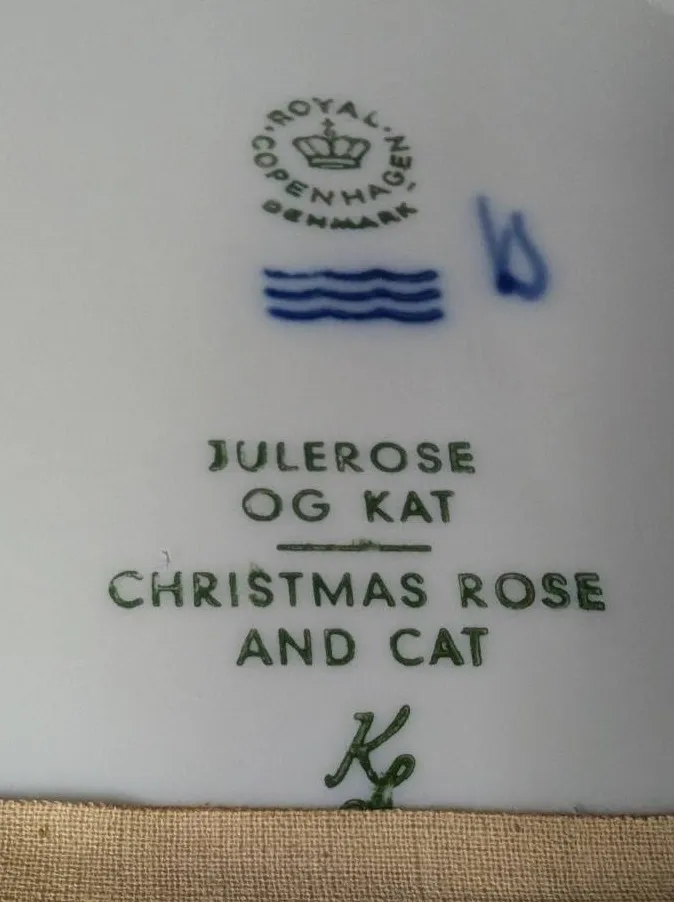 ROYAL COPENHAGEN
DENMARK
JULEROSE
OG KAT
CHRISTMAS ROSE
AND CAT